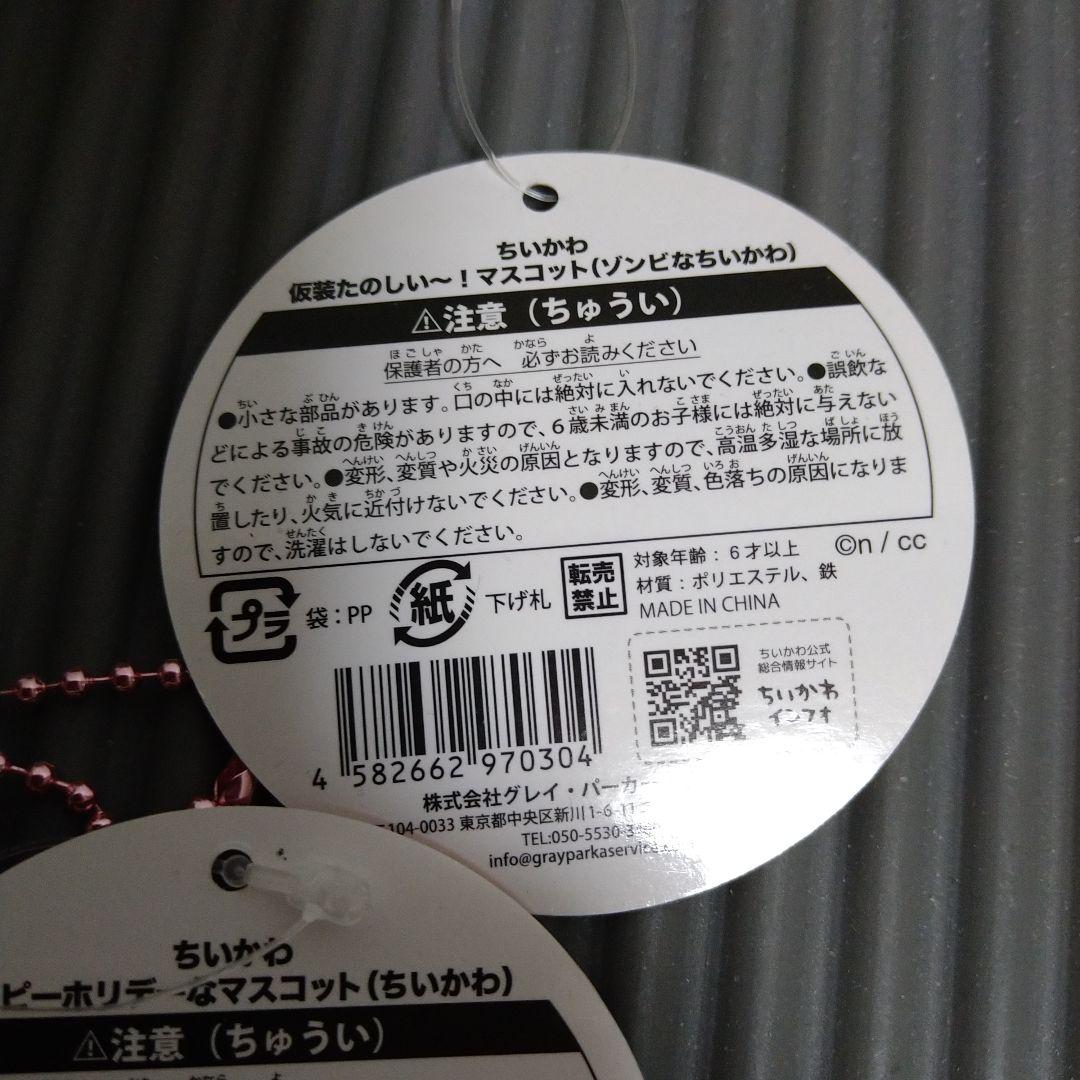 ちいかわ
仮装たのしい～！マスコット（ゾンビなちいかわ）
⚠注意（ちゅうい）
保護者の方へ 必ずお読みください
●小さな部品があります。口の中には絶対に入れないでください。●誤飲な
どによる事故の危険がありますので、6歳未満のお子様には絶対に与えない
でください。●変形、変質や火災の原因となりますので、高温多湿な場所に放
置したり、火気に近付けないでください。●変形、変質、色落ちの原因になりま
すので、洗濯はしないでください。
プラ 袋：PP 紙 下げ札 転売禁止
対象年齢：6才以上 ©n / cc
材質：ポリエステル、鉄
MADE IN CHINA
ちいかわ公式
総合情報サイト
ちいかわ
インフォ
4 582662 970304
株式会社グレイ・パーカ
104-0033 東京都中央区新川1-6-11
TEL:050-5530-3
info@grayparkaservice
ちいかわ
ピーホリデーなマスコット（ちいかわ）
⚠注意（ちゅうい）